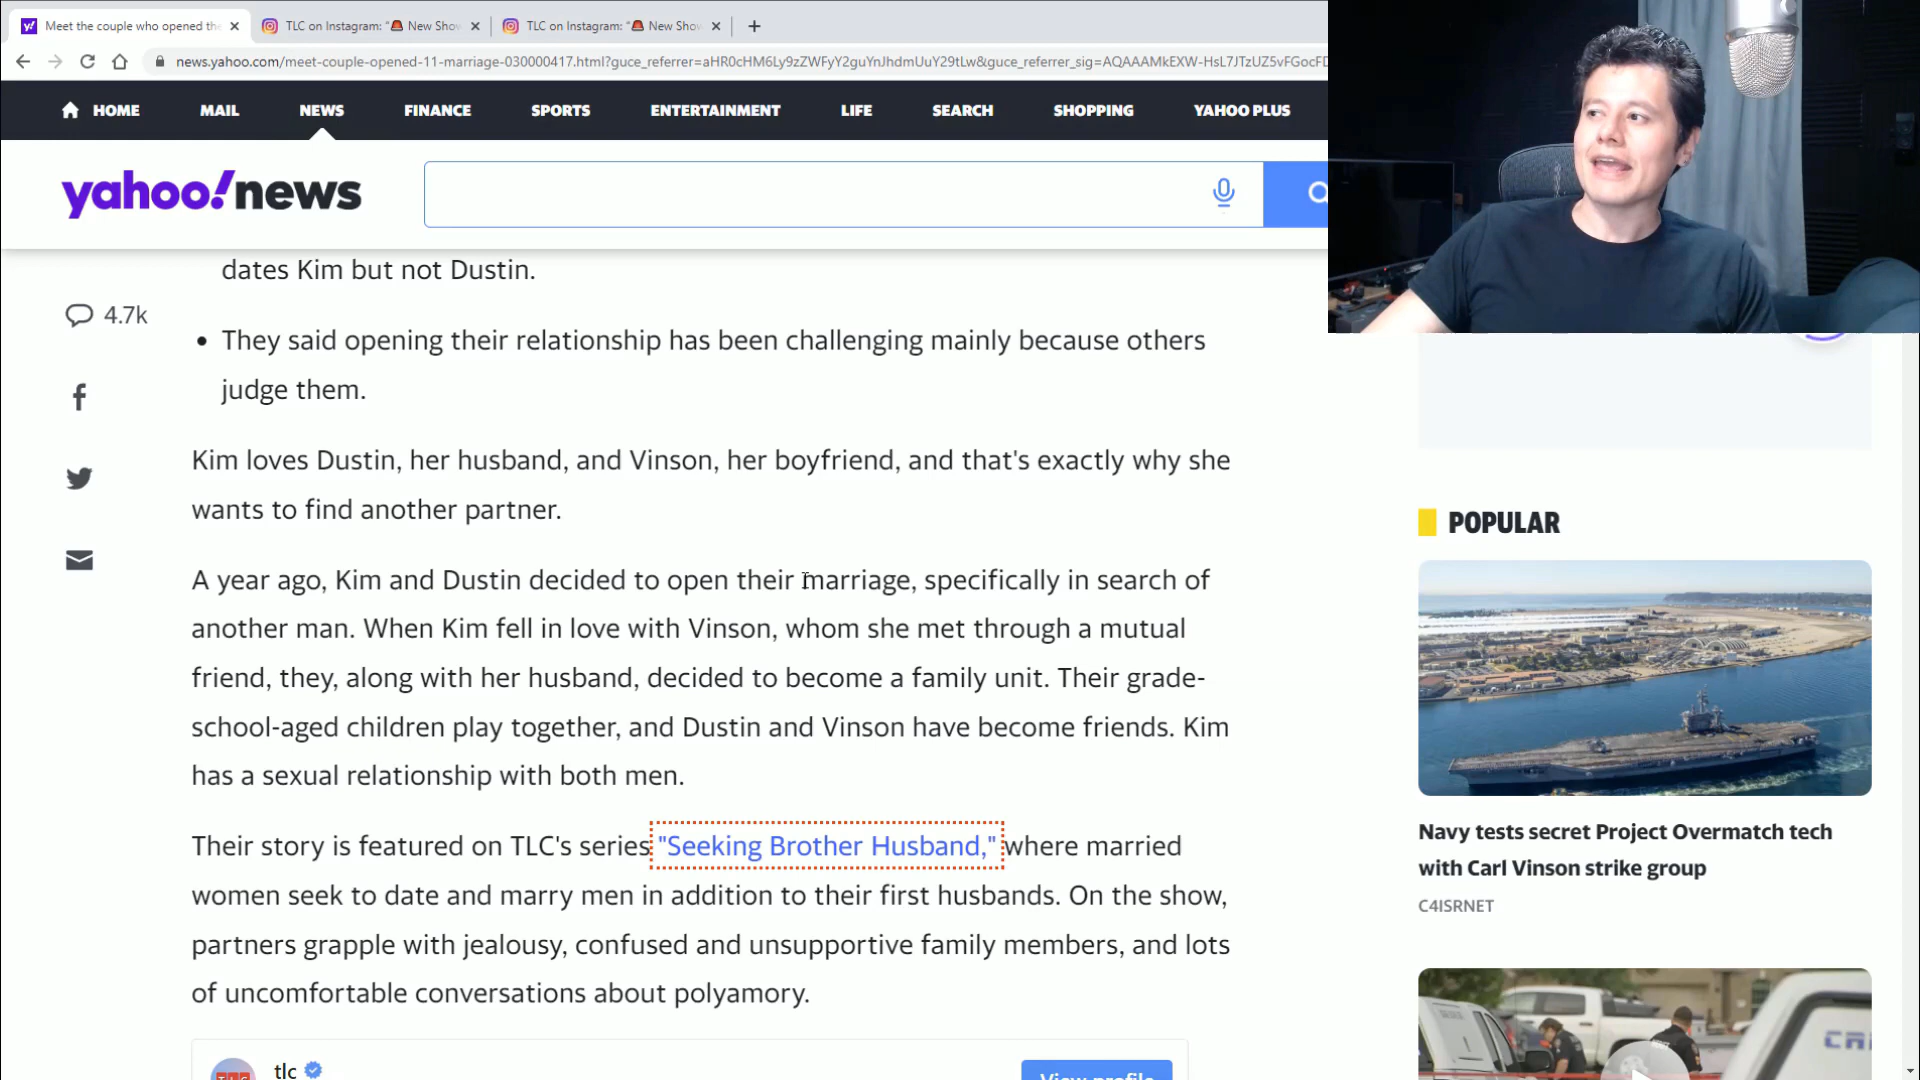 Meet the couple who opened the
TLC on Instagram: "🚨 New Show
TLC on Instagram: "🚨 New Show
news.yahoo.com/meet-couple-opened-11-marriage-030000417.html?guce_referrer=aHR0cHM6Ly9zZWFyY2guYnJhdmUuY29tLw&guce_referrer_sig=AQAAAMkEXW-HsL7JTzUZ5vFGocFD
HOME MAIL NEWS FINANCE SPORTS ENTERTAINMENT LIFE SEARCH SHOPPING YAHOO PLUS
yahoo!news
dates Kim but not Dustin.
4.7k
• They said opening their relationship has been challenging mainly because others
judge them.
Kim loves Dustin, her husband, and Vinson, her boyfriend, and that's exactly why she
wants to find another partner.
A year ago, Kim and Dustin decided to open their marriage, specifically in search of
another man. When Kim fell in love with Vinson, whom she met through a mutual
friend, they, along with her husband, decided to become a family unit. Their grade-
school-aged children play together, and Dustin and Vinson have become friends. Kim
has a sexual relationship with both men.
Their story is featured on TLC's series "Seeking Brother Husband," where married
women seek to date and marry men in addition to their first husbands. On the show,
partners grapple with jealousy, confused and unsupportive family members, and lots
of uncomfortable conversations about polyamory.
tlc
View profile
POPULAR
Navy tests secret Project Overmatch tech
with Carl Vinson strike group
C4ISRNET